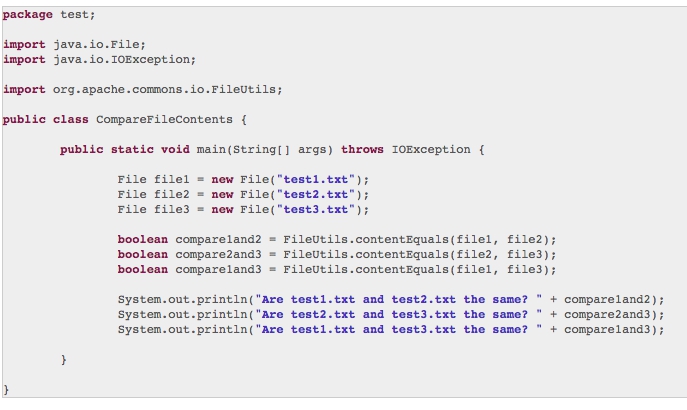 package test;
import java.io.File;
import java.io.IOException;
import org.apache.commons.io.FileUtils;
public class CompareFileContents {
public static void main(String[] args) throws IOException {
File file1 = new File("test1.txt");
File file2 = new File("test2.txt");
File file3 = new File("test3.txt");
boolean compare1and2 = FileUtils.contentEquals(file1, file2);
boolean compare2and3 = FileUtils.contentEquals(file2, file3);
boolean compare1and3 = FileUtils.contentEquals(file1, file3);
System.out.println("Are test1.txt and test2.txt the same? " + compare1and2);
System.out.println("Are test2.txt and test3.txt the same? " + compare2and3);
System.out.println("Are test1.txt and test3.txt the same? " + compare1and3);
}
}